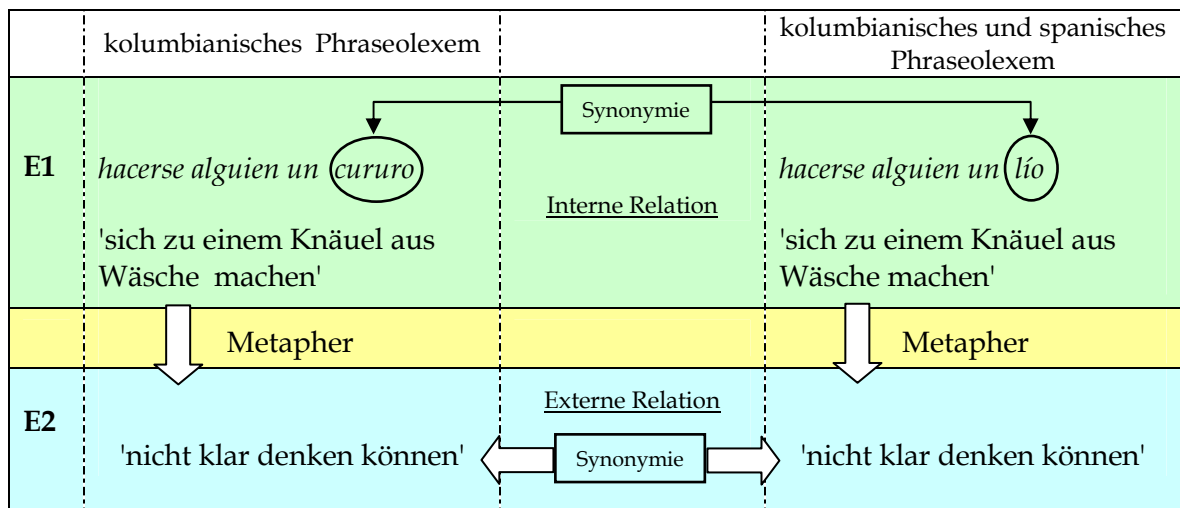 kolumbianisches Phraseolexem
kolumbianisches und spanisches
Phraseolexem
E1
Synonymie
hacerse alguien un cururo
hacerse alguien un lío
Interne Relation
'sich zu einem Knäuel aus
Wäsche machen'
'sich zu einem Knäuel aus
Wäsche machen'
Metapher
Metapher
E2
Externe Relation
'nicht klar denken können'
Synonymie
'nicht klar denken können'